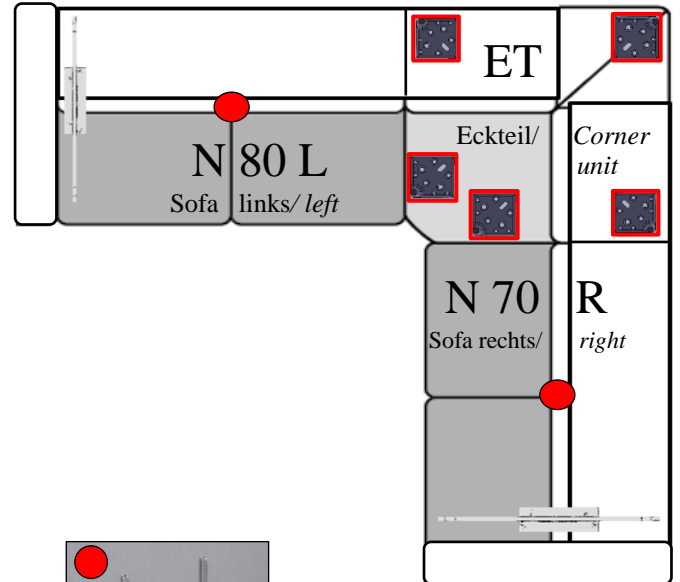 ET
Eckteil/ Corner
unit
N 80 L
Sofa links/ left
N 70 R
Sofa rechts/ right